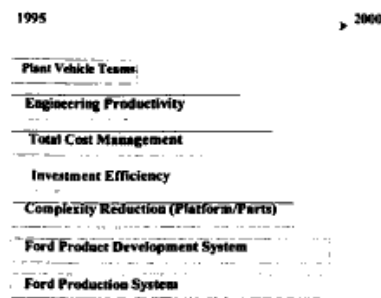 1995 2000
Plant Vehicle Teams
Engineering Productivity
Total Cost Management
Investment Efficiency
Complexity Reduction (Platform/Parts)
Ford Product Development System
Ford Production System